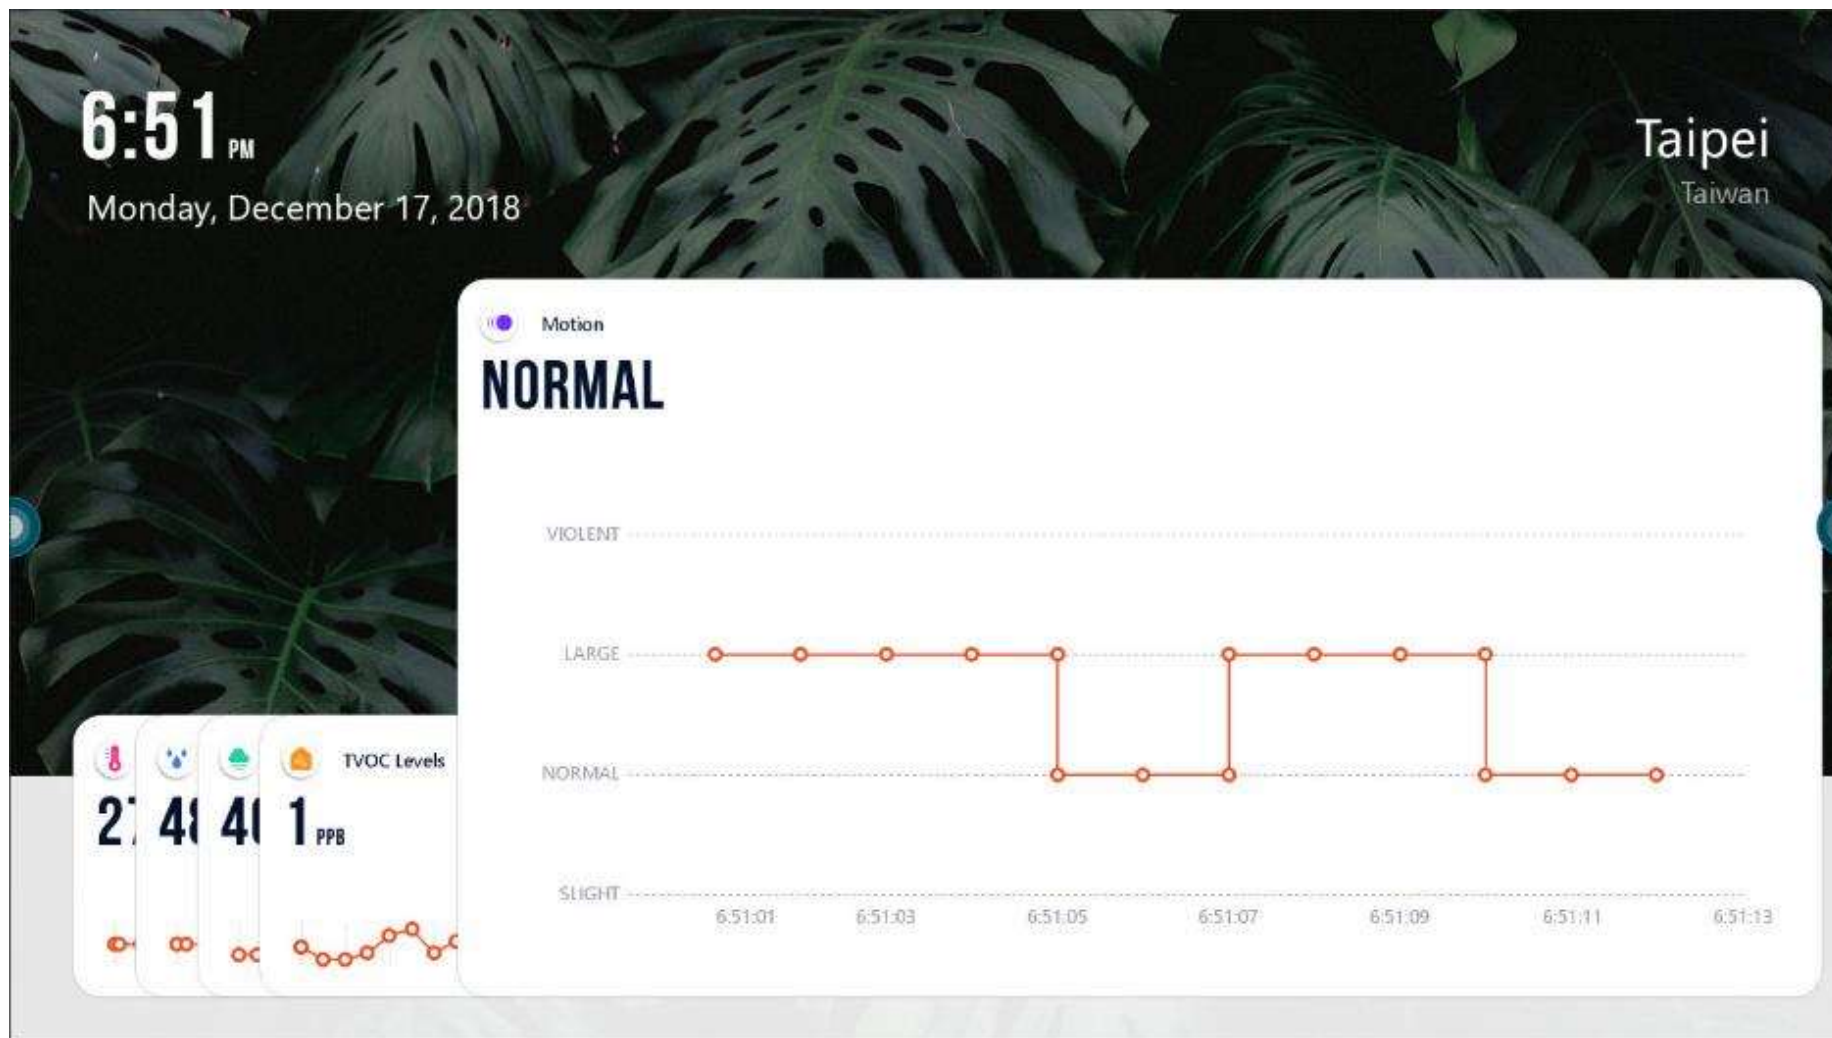 6:51 PM
Monday, December 17, 2018
Taipei
Taiwan
Motion
NORMAL
VIOLENT
LARGE
NORMAL
SLIGHT
6:51:01 6:51:03 6:51:05 6:51:07 6:51:09 6:51:11 6:51:13
TVOC Levels
27
1 PPB